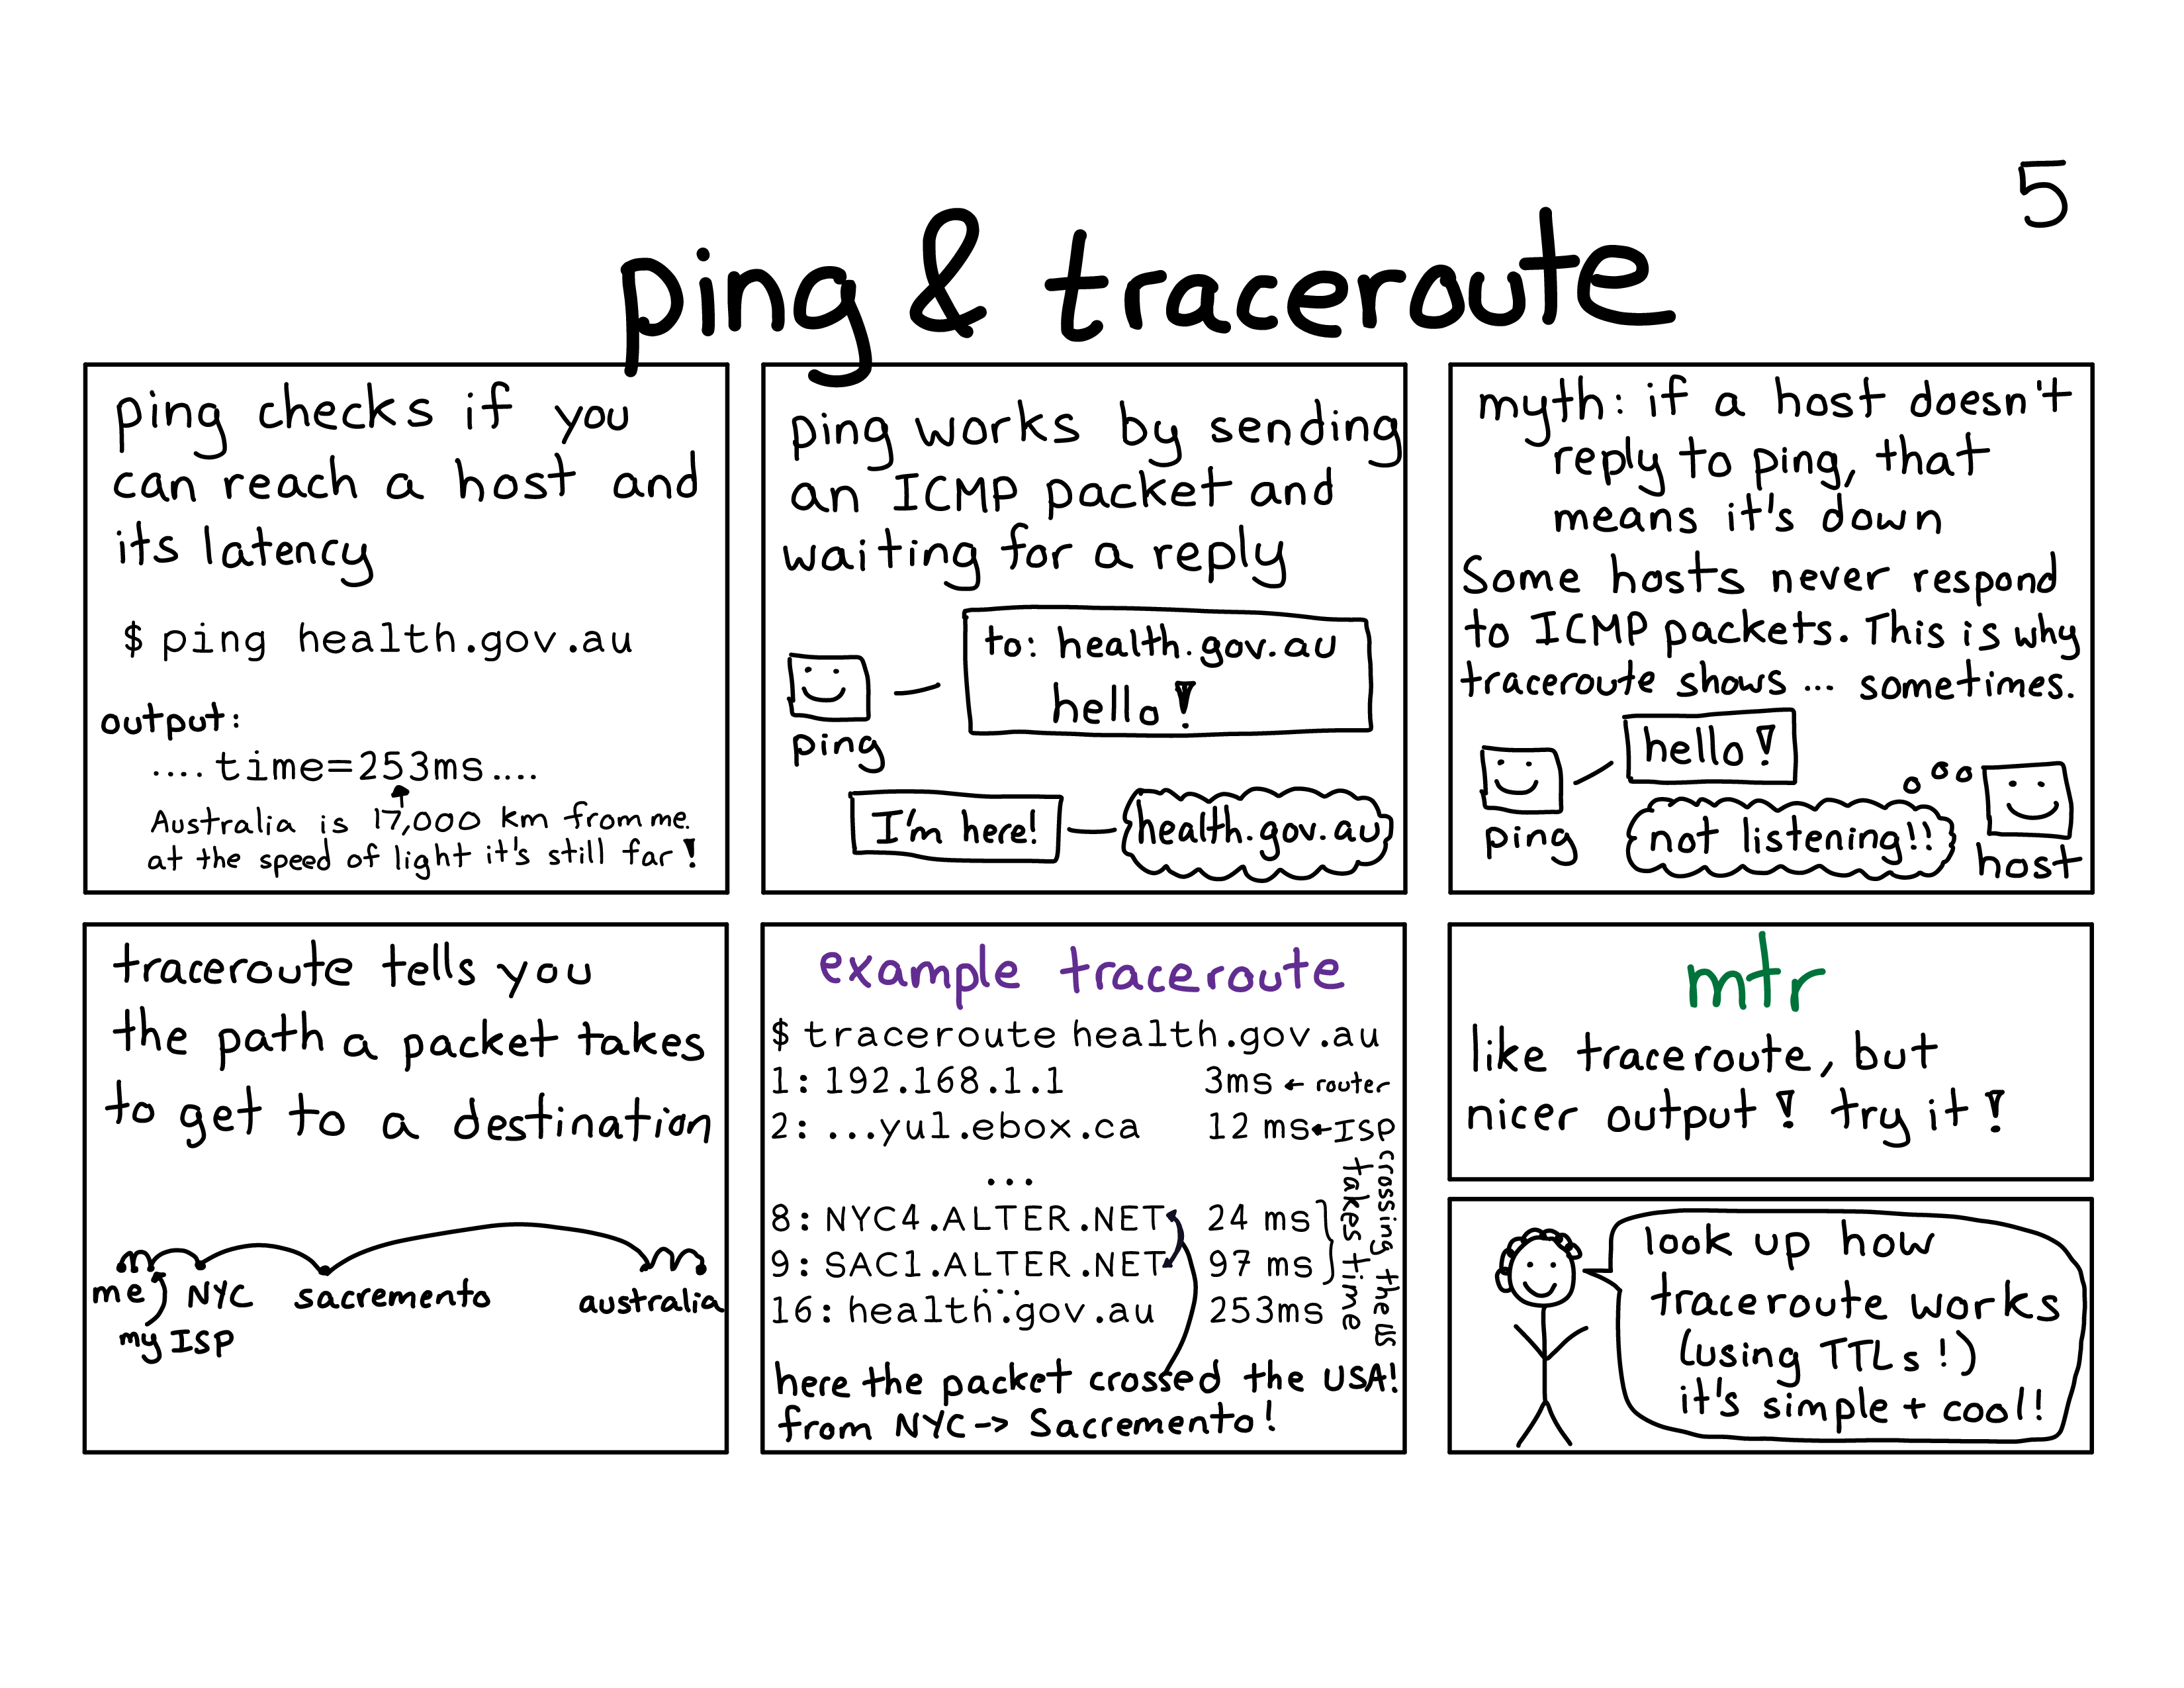 5
ping & traceroute
ping checks if you
can reach a host and
its latency
$ ping health.gov.au
output:
.... time=253ms....
Australia is 17,000 km from me.
at the speed of light it's still far!
ping works by sending
an ICMP packet and
waiting for a reply
to: health.gov.au
hello!
ping
I'm here!
health.gov.au
myth: if a host doesn't
reply to ping, that
means it's down
Some hosts never respond
to ICMP packets. This is why
traceroute shows ... sometimes.
hello!
ping
not listening!!
host
traceroute tells you
the path a packet takes
to get to a destination
me
my ISP
NYC
sacremento
australia
example traceroute
$ traceroute health.gov.au
1: 192.168.1.1 3ms ← router
2: ...yul.ebox.ca 12 ms ← ISP
...
8: NYC4.ALTER.NET 24 ms
9: SAC1.ALTER.NET 97 ms
...
16: health.gov.au 253ms
crossing the US
takes time
here the packet crossed the USA!
from NYC -> Sacremento!
mtr
like traceroute, but
nicer output! try it!
look up how
traceroute works
(using TTLs!)
it's simple + cool!